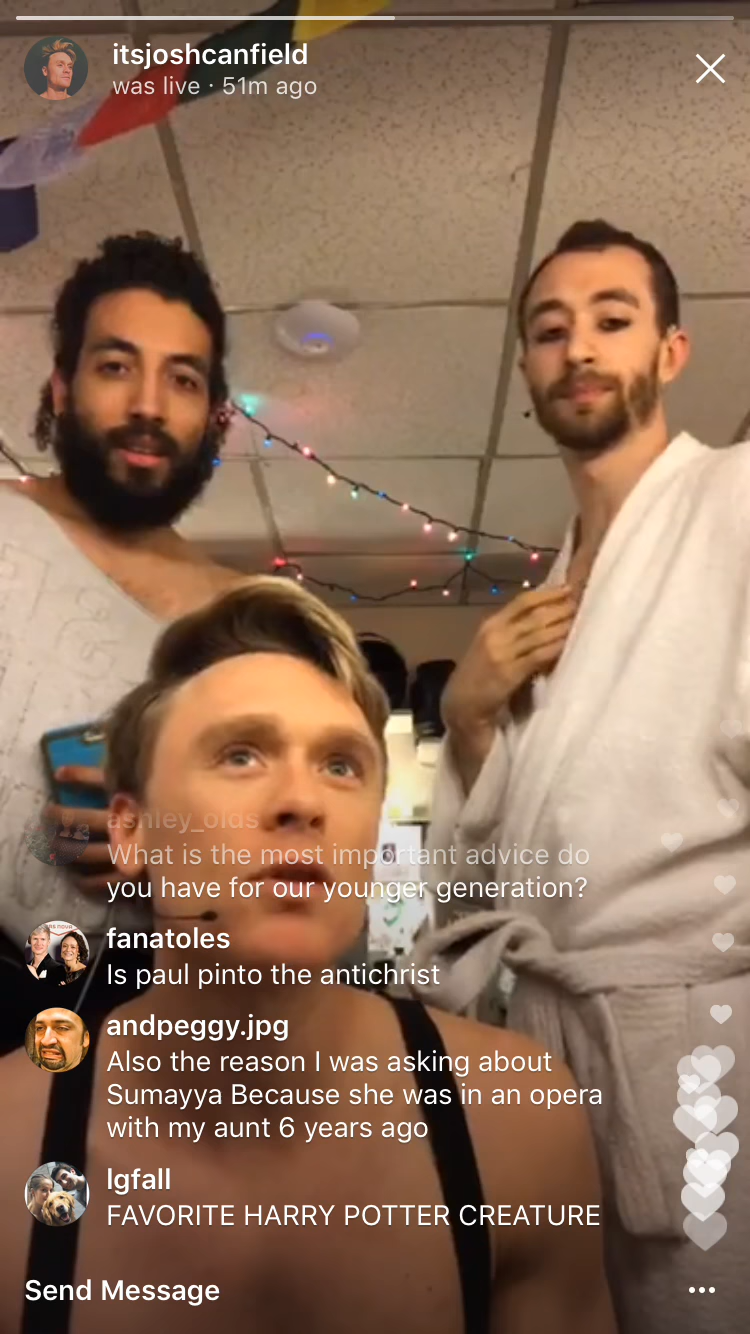 itsjoshcanfield
was live · 51m ago
ashley_olds
What is the most important advice do
you have for our younger generation?
fanatoles
Is paul pinto the antichrist
andpeggy.jpg
Also the reason I was asking about
Sumayya Because she was in an opera
with my aunt 6 years ago
lgfall
FAVORITE HARRY POTTER CREATURE
Send Message